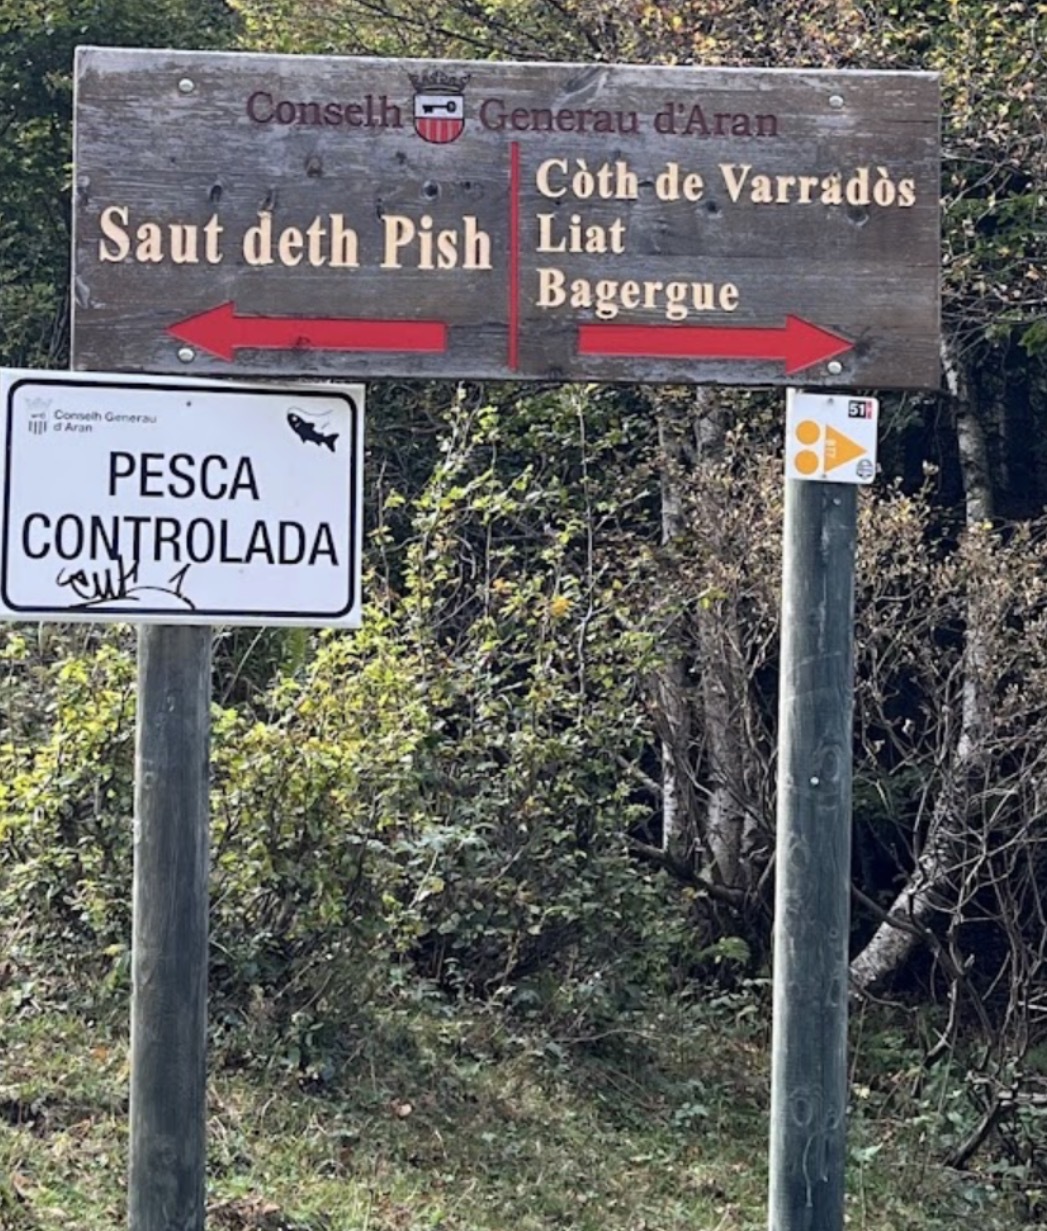 Conselh Generau d'Aran
Saut deth Pish
Còth de Varradòs
Liat
Bagergue
Conselh Generau
d'Aran
PESCA
CONTROLADA
51